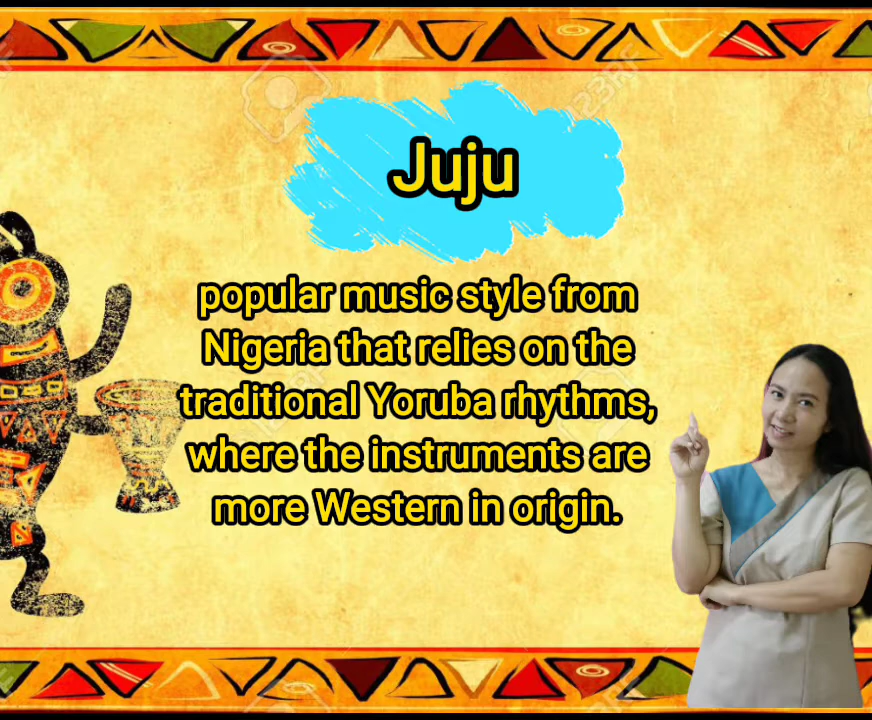 Juju
popular music style from
Nigeria that relies on the
traditional Yoruba rhythms,
where the instruments are
more Western in origin.